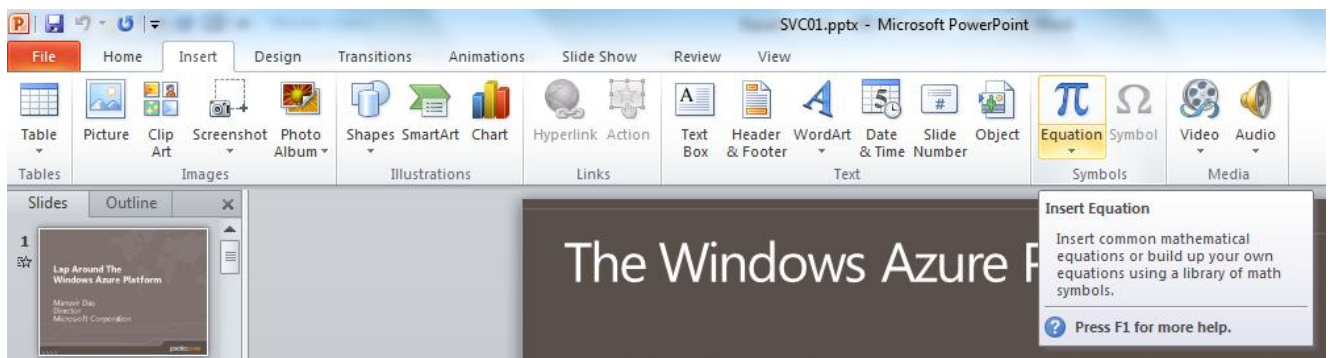 SVC01.pptx - Microsoft PowerPoint
File Home Insert Design Transitions Animations Slide Show Review View
Table Picture Clip Art Screenshot Photo Album Shapes SmartArt Chart Hyperlink Action Text Box Header & Footer WordArt Date & Time Slide Number Object Equation Symbol Video Audio
Tables Images Illustrations Links Text Symbols Media
Slides Outline
1
Lap Around The
Windows Azure Platform
Manuvir Das
Director
Microsoft Corporation
The Windows Azure
Insert Equation
Insert common mathematical
equations or build up your own
equations using a library of math
symbols.
Press F1 for more help.